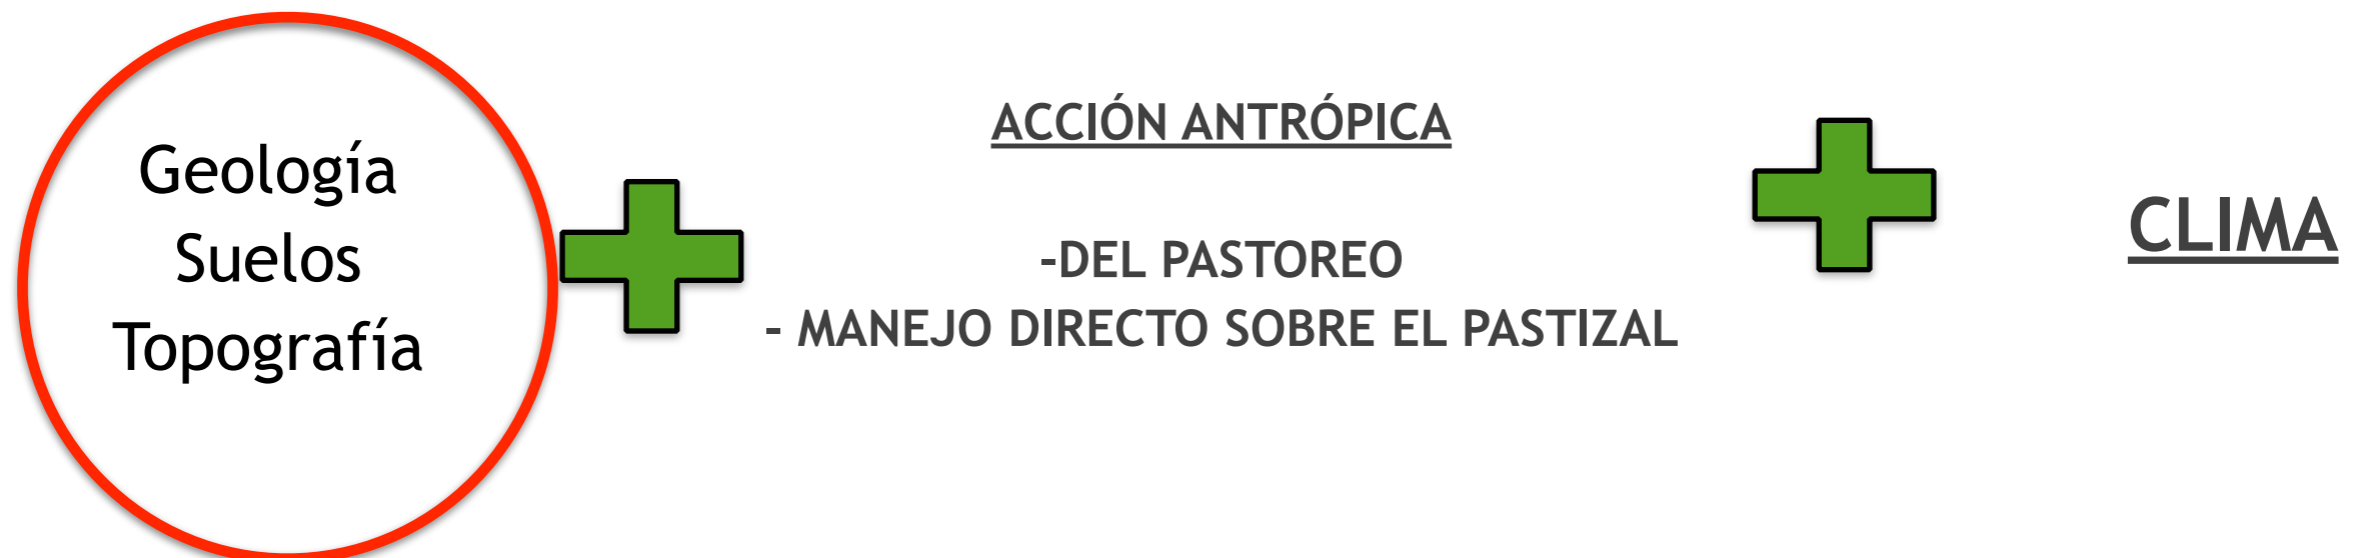 Geología
Suelos
Topografía
ACCIÓN ANTRÓPICA
-DEL PASTOREO
- MANEJO DIRECTO SOBRE EL PASTIZAL
CLIMA